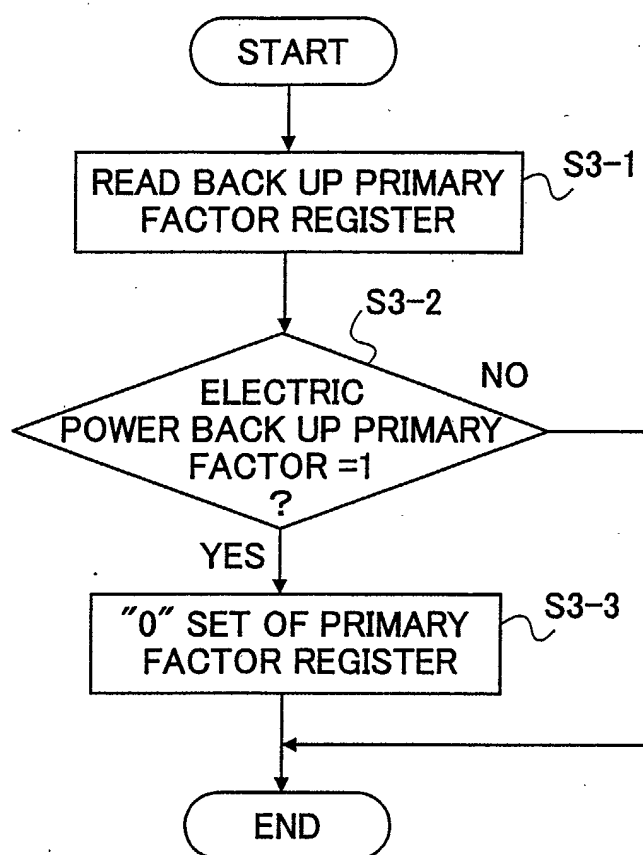 START
READ BACK UP PRIMARY
FACTOR REGISTER
S3-1
S3-2
ELECTRIC
POWER BACK UP PRIMARY
FACTOR =1
?
NO
YES
"0" SET OF PRIMARY
FACTOR REGISTER
S3-3
END